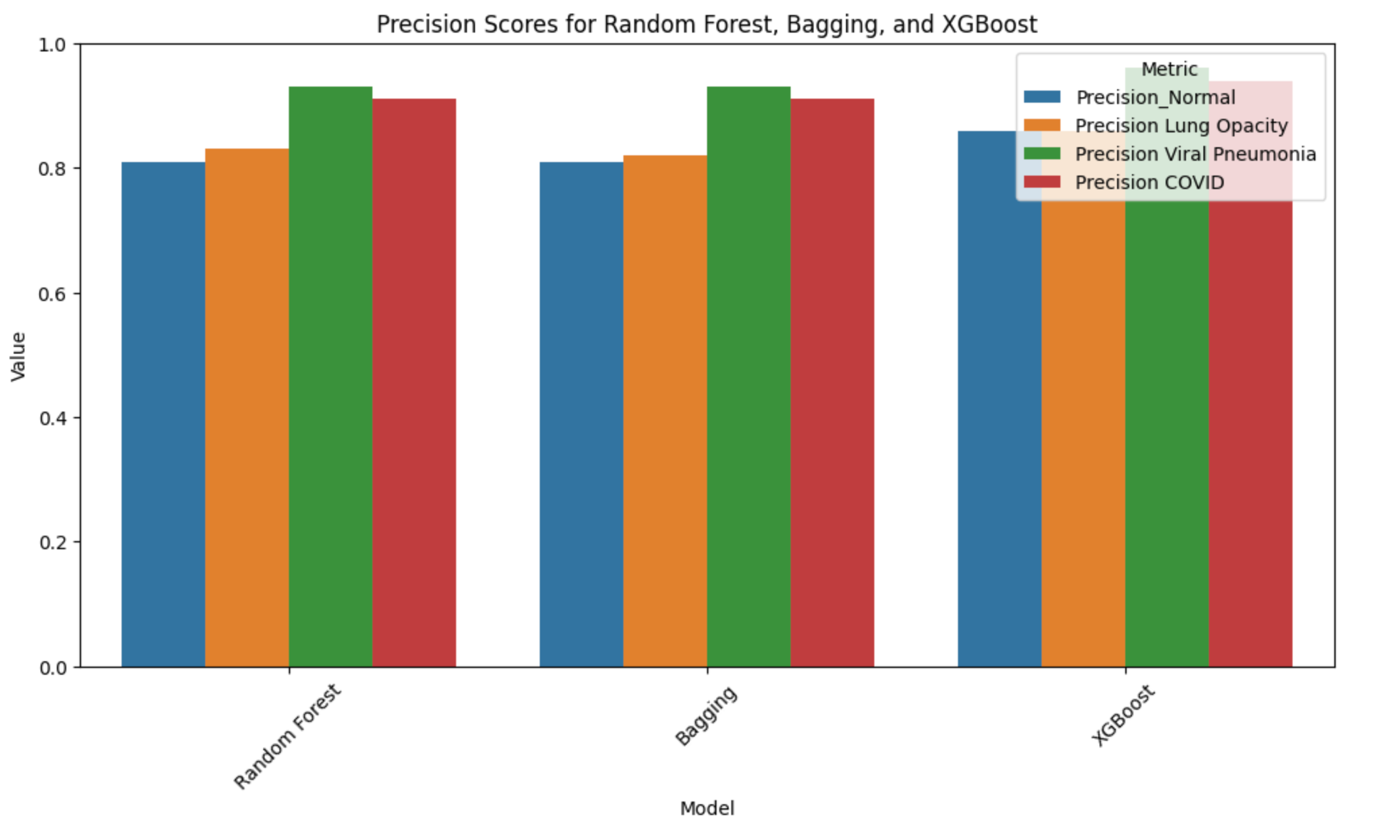 Precision Scores for Random Forest, Bagging, and XGBoost
1.0
0.8
0.6
0.4
0.2
0.0
Value
Metric
Precision_Normal
Precision Lung Opacity
Precision Viral Pneumonia
Precision COVID
Random Forest
Bagging
XGBoost
Model